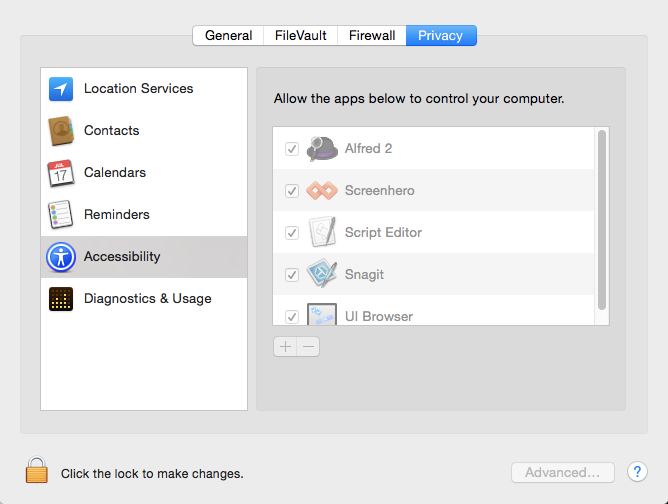 General
FileVault
Firewall
Privacy
Location Services
Contacts
JUL
17
Calendars
Reminders
Accessibility
Diagnostics & Usage
Allow the apps below to control your computer.
Alfred 2
Screenhero
Script Editor
Snagit
UI Browser
Click the lock to make changes.
Advanced...
?